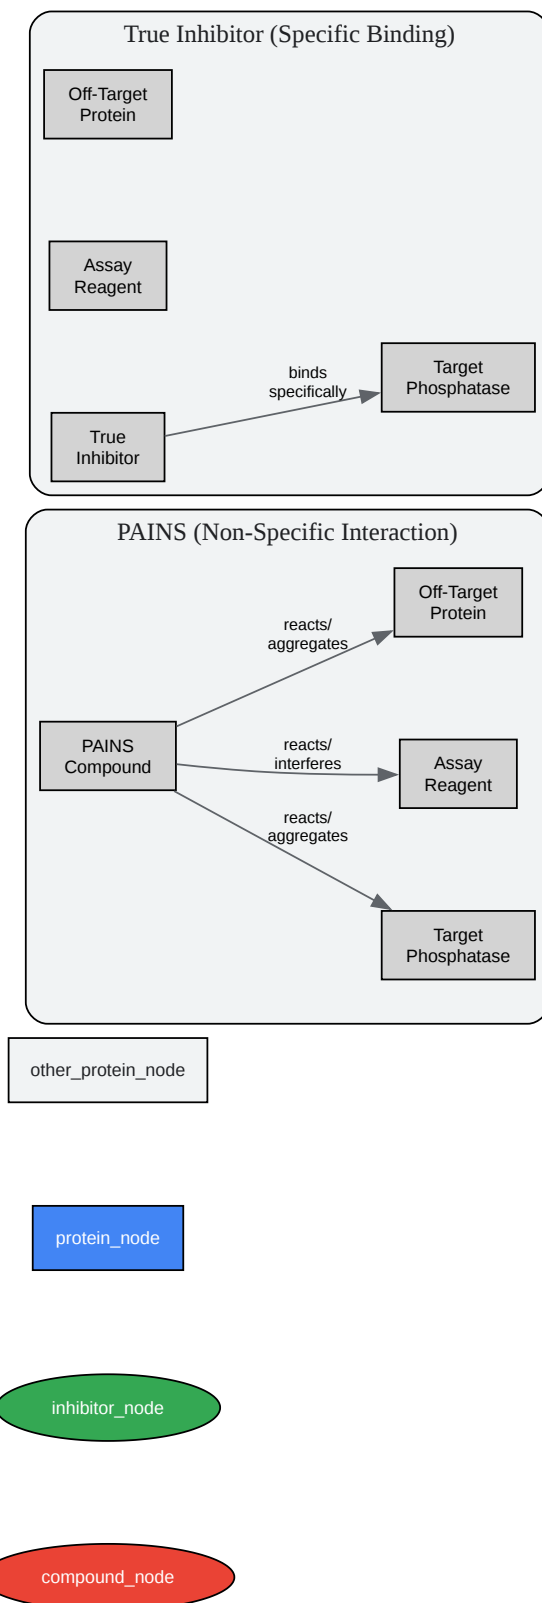 True Inhibitor (Specific Binding)
Off-Target
Protein
Assay
Reagent
binds
specifically
Target
Phosphatase
True
Inhibitor
PAINS (Non-Specific Interaction)
Off-Target
Protein
reacts/
aggregates
PAINS
Compound
reacts/
interferes
Assay
Reagent
reacts/
aggregates
Target
Phosphatase
other_protein_node
protein_node
inhibitor_node
compound_node